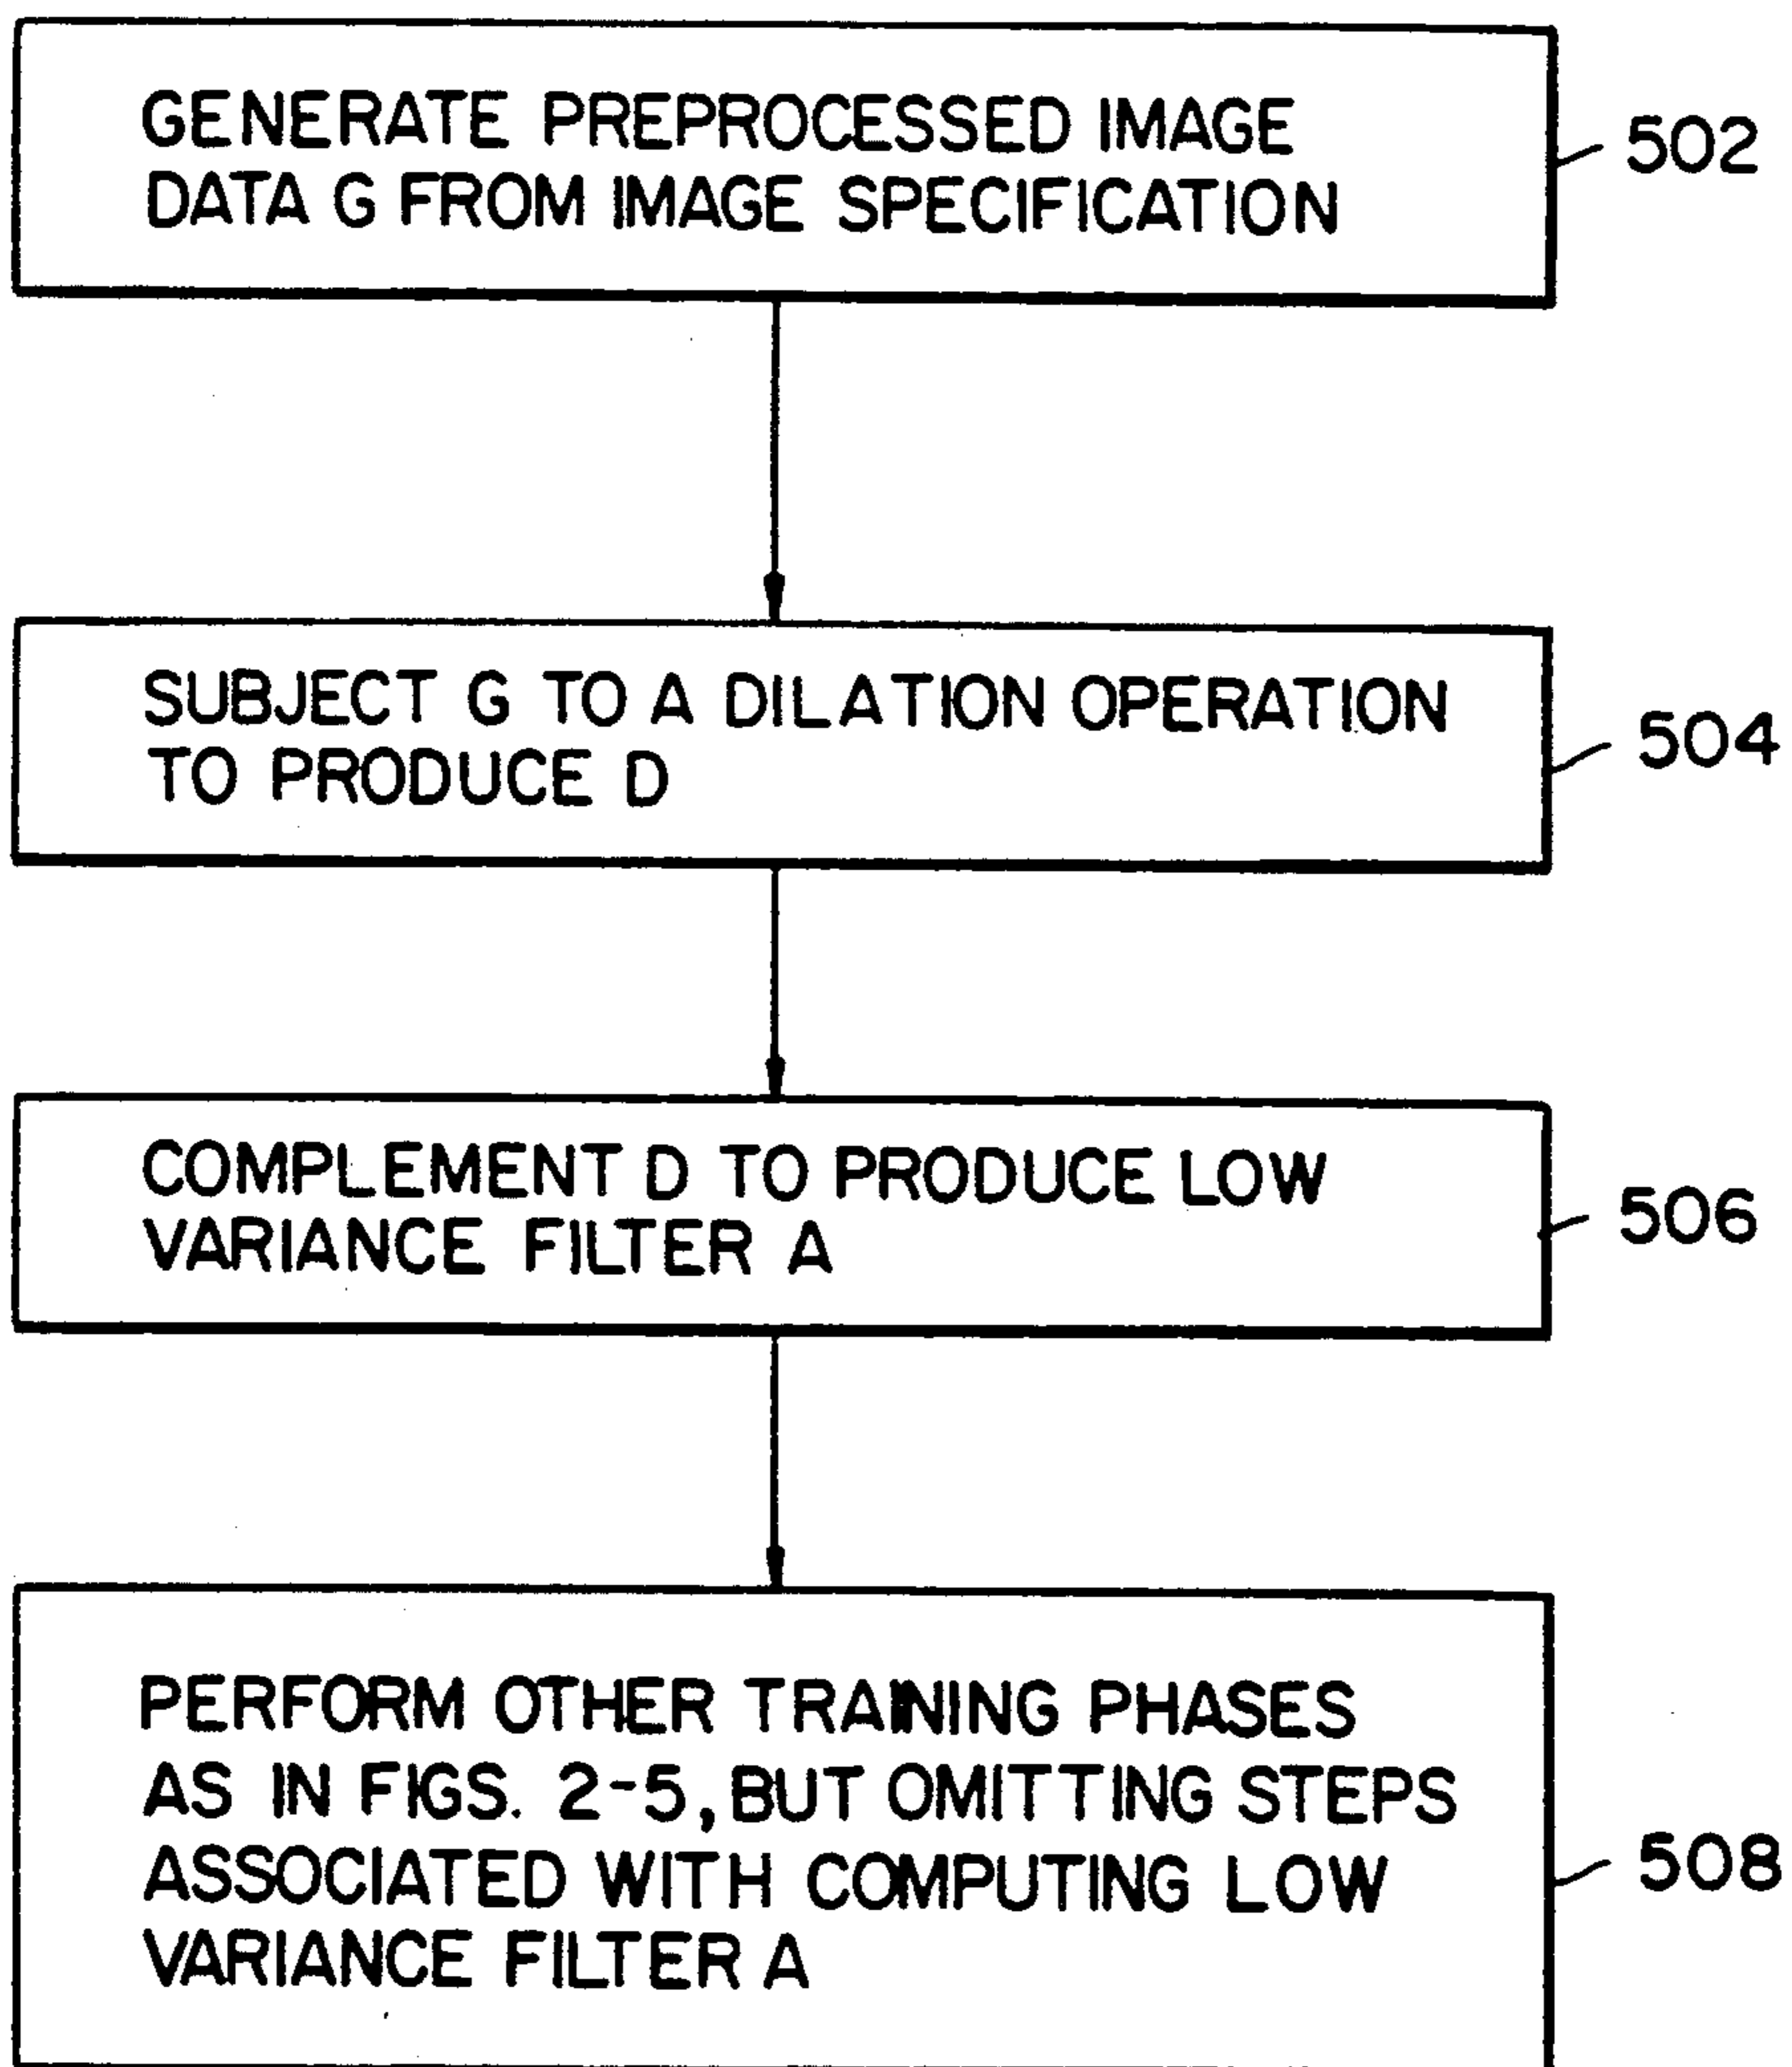 GENERATE PREPROCESSED IMAGE
DATA G FROM IMAGE SPECIFICATION
502
SUBJECT G TO A DILATION OPERATION
TO PRODUCE D
504
COMPLEMENT D TO PRODUCE LOW
VARIANCE FILTER A
506
PERFORM OTHER TRAINING PHASES
AS IN FIGS. 2-5, BUT OMITTING STEPS
ASSOCIATED WITH COMPUTING LOW
VARIANCE FILTER A
508